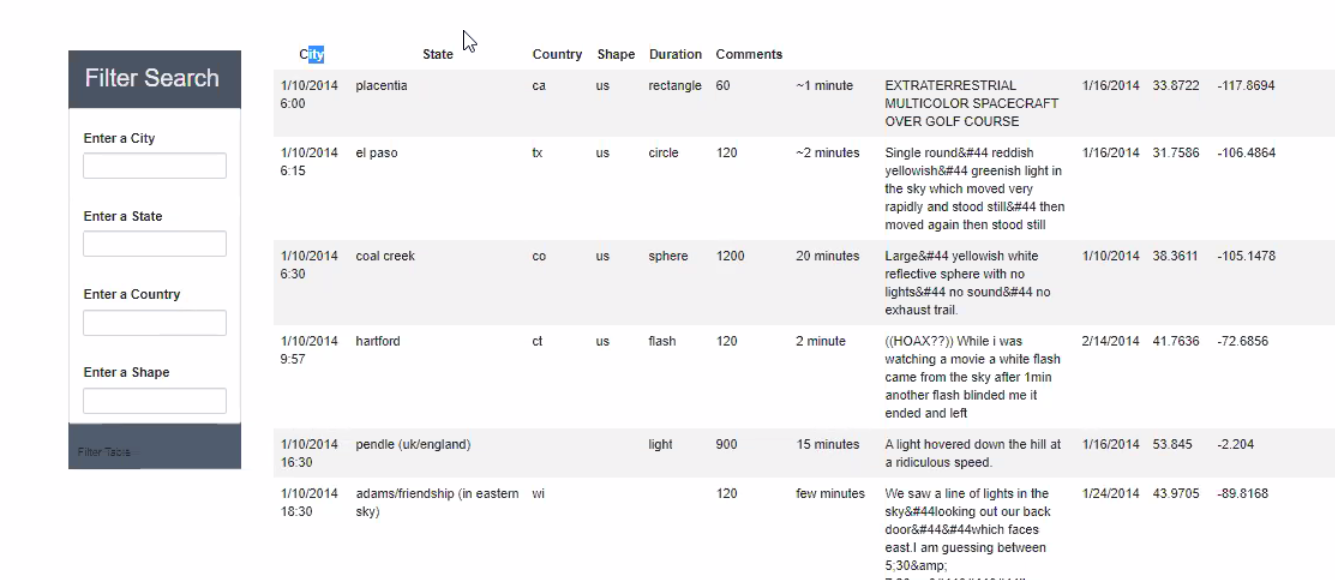 City State Country Shape Duration Comments
Filter Search
Enter a City
Enter a State
Enter a Country
Enter a Shape
Filter Table
1/10/2014 placentia ca us rectangle 60 ~1 minute EXTRATERRESTRIAL 1/16/2014 33.8722 -117.8694
6:00 MULTICOLOR SPACECRAFT
OVER GOLF COURSE
1/10/2014 el paso tx us circle 120 ~2 minutes Single round&#44 reddish 1/16/2014 31.7586 -106.4864
6:15 yellowish&#44 greenish light in
the sky which moved very
rapidly and stood still&#44 then
moved again then stood still
1/10/2014 coal creek co us sphere 1200 20 minutes Large&#44 yellowish white 1/10/2014 38.3611 -105.1478
6:30 reflective sphere with no
lights&#44 no sound&#44 no
exhaust trail.
1/10/2014 hartford ct us flash 120 2 minute ((HOAX??)) While i was 2/14/2014 41.7636 -72.6856
9:57 watching a movie a white flash
came from the sky after 1min
another flash blinded me it
ended and left
1/10/2014 pendle (uk/england) light 900 15 minutes A light hovered down the hill at 1/16/2014 53.845 -2.204
16:30 a ridiculous speed.
1/10/2014 adams/friendship (in eastern wi 120 few minutes We saw a line of lights in the 1/24/2014 43.9705 -89.8168
18:30 sky) sky&#44looking out our back
door&#44&#44which faces
east.I am guessing between
5;30&amp;